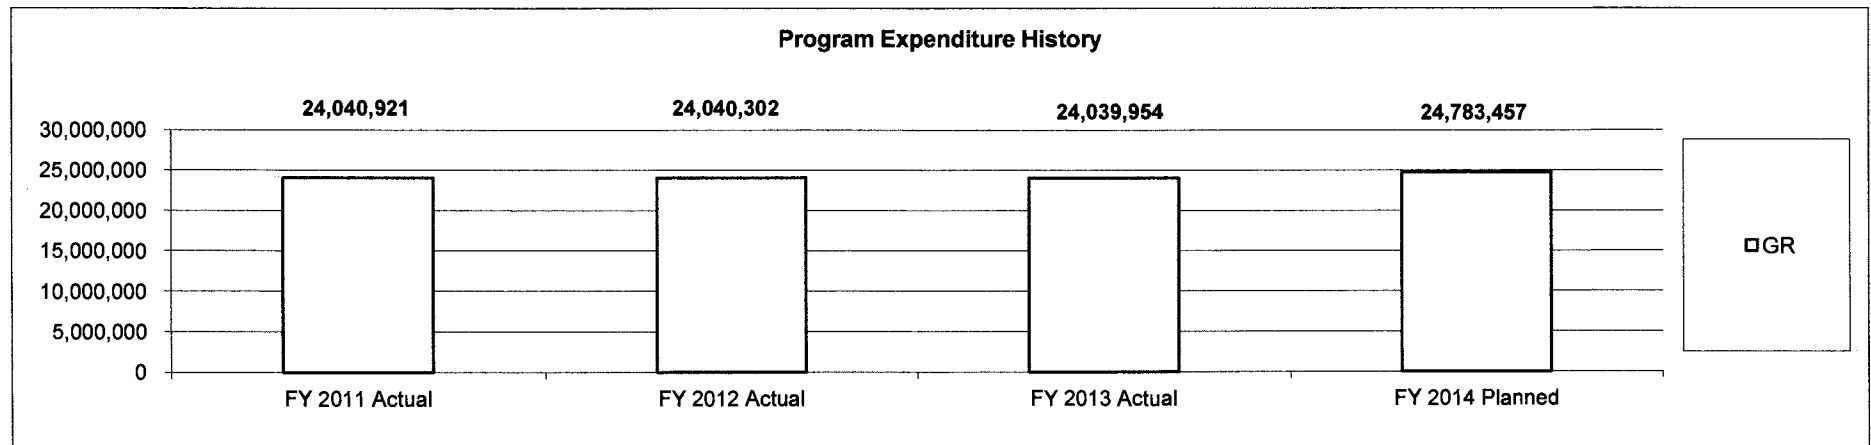 Program Expenditure History
24,040,921 24,040,302 24,039,954 24,783,457
30,000,000
25,000,000
20,000,000
15,000,000
10,000,000
5,000,000
0
GR
FY 2011 Actual FY 2012 Actual FY 2013 Actual FY 2014 Planned